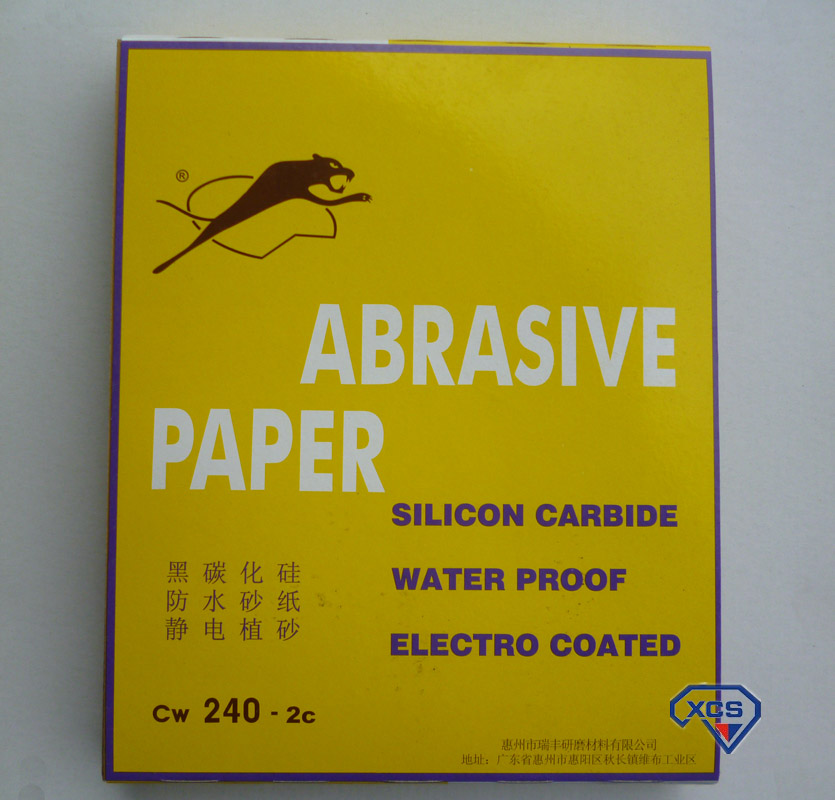 ®
ABRASIVE
PAPER
SILICON CARBIDE
WATER PROOF
ELECTRO COATED
黑碳化硅
防水砂纸
静电植砂
Cw 240 - 2c
XCS
惠州市瑞丰研磨材料有限公司
地址：广东省惠州市惠阳区秋长镇维布工业区